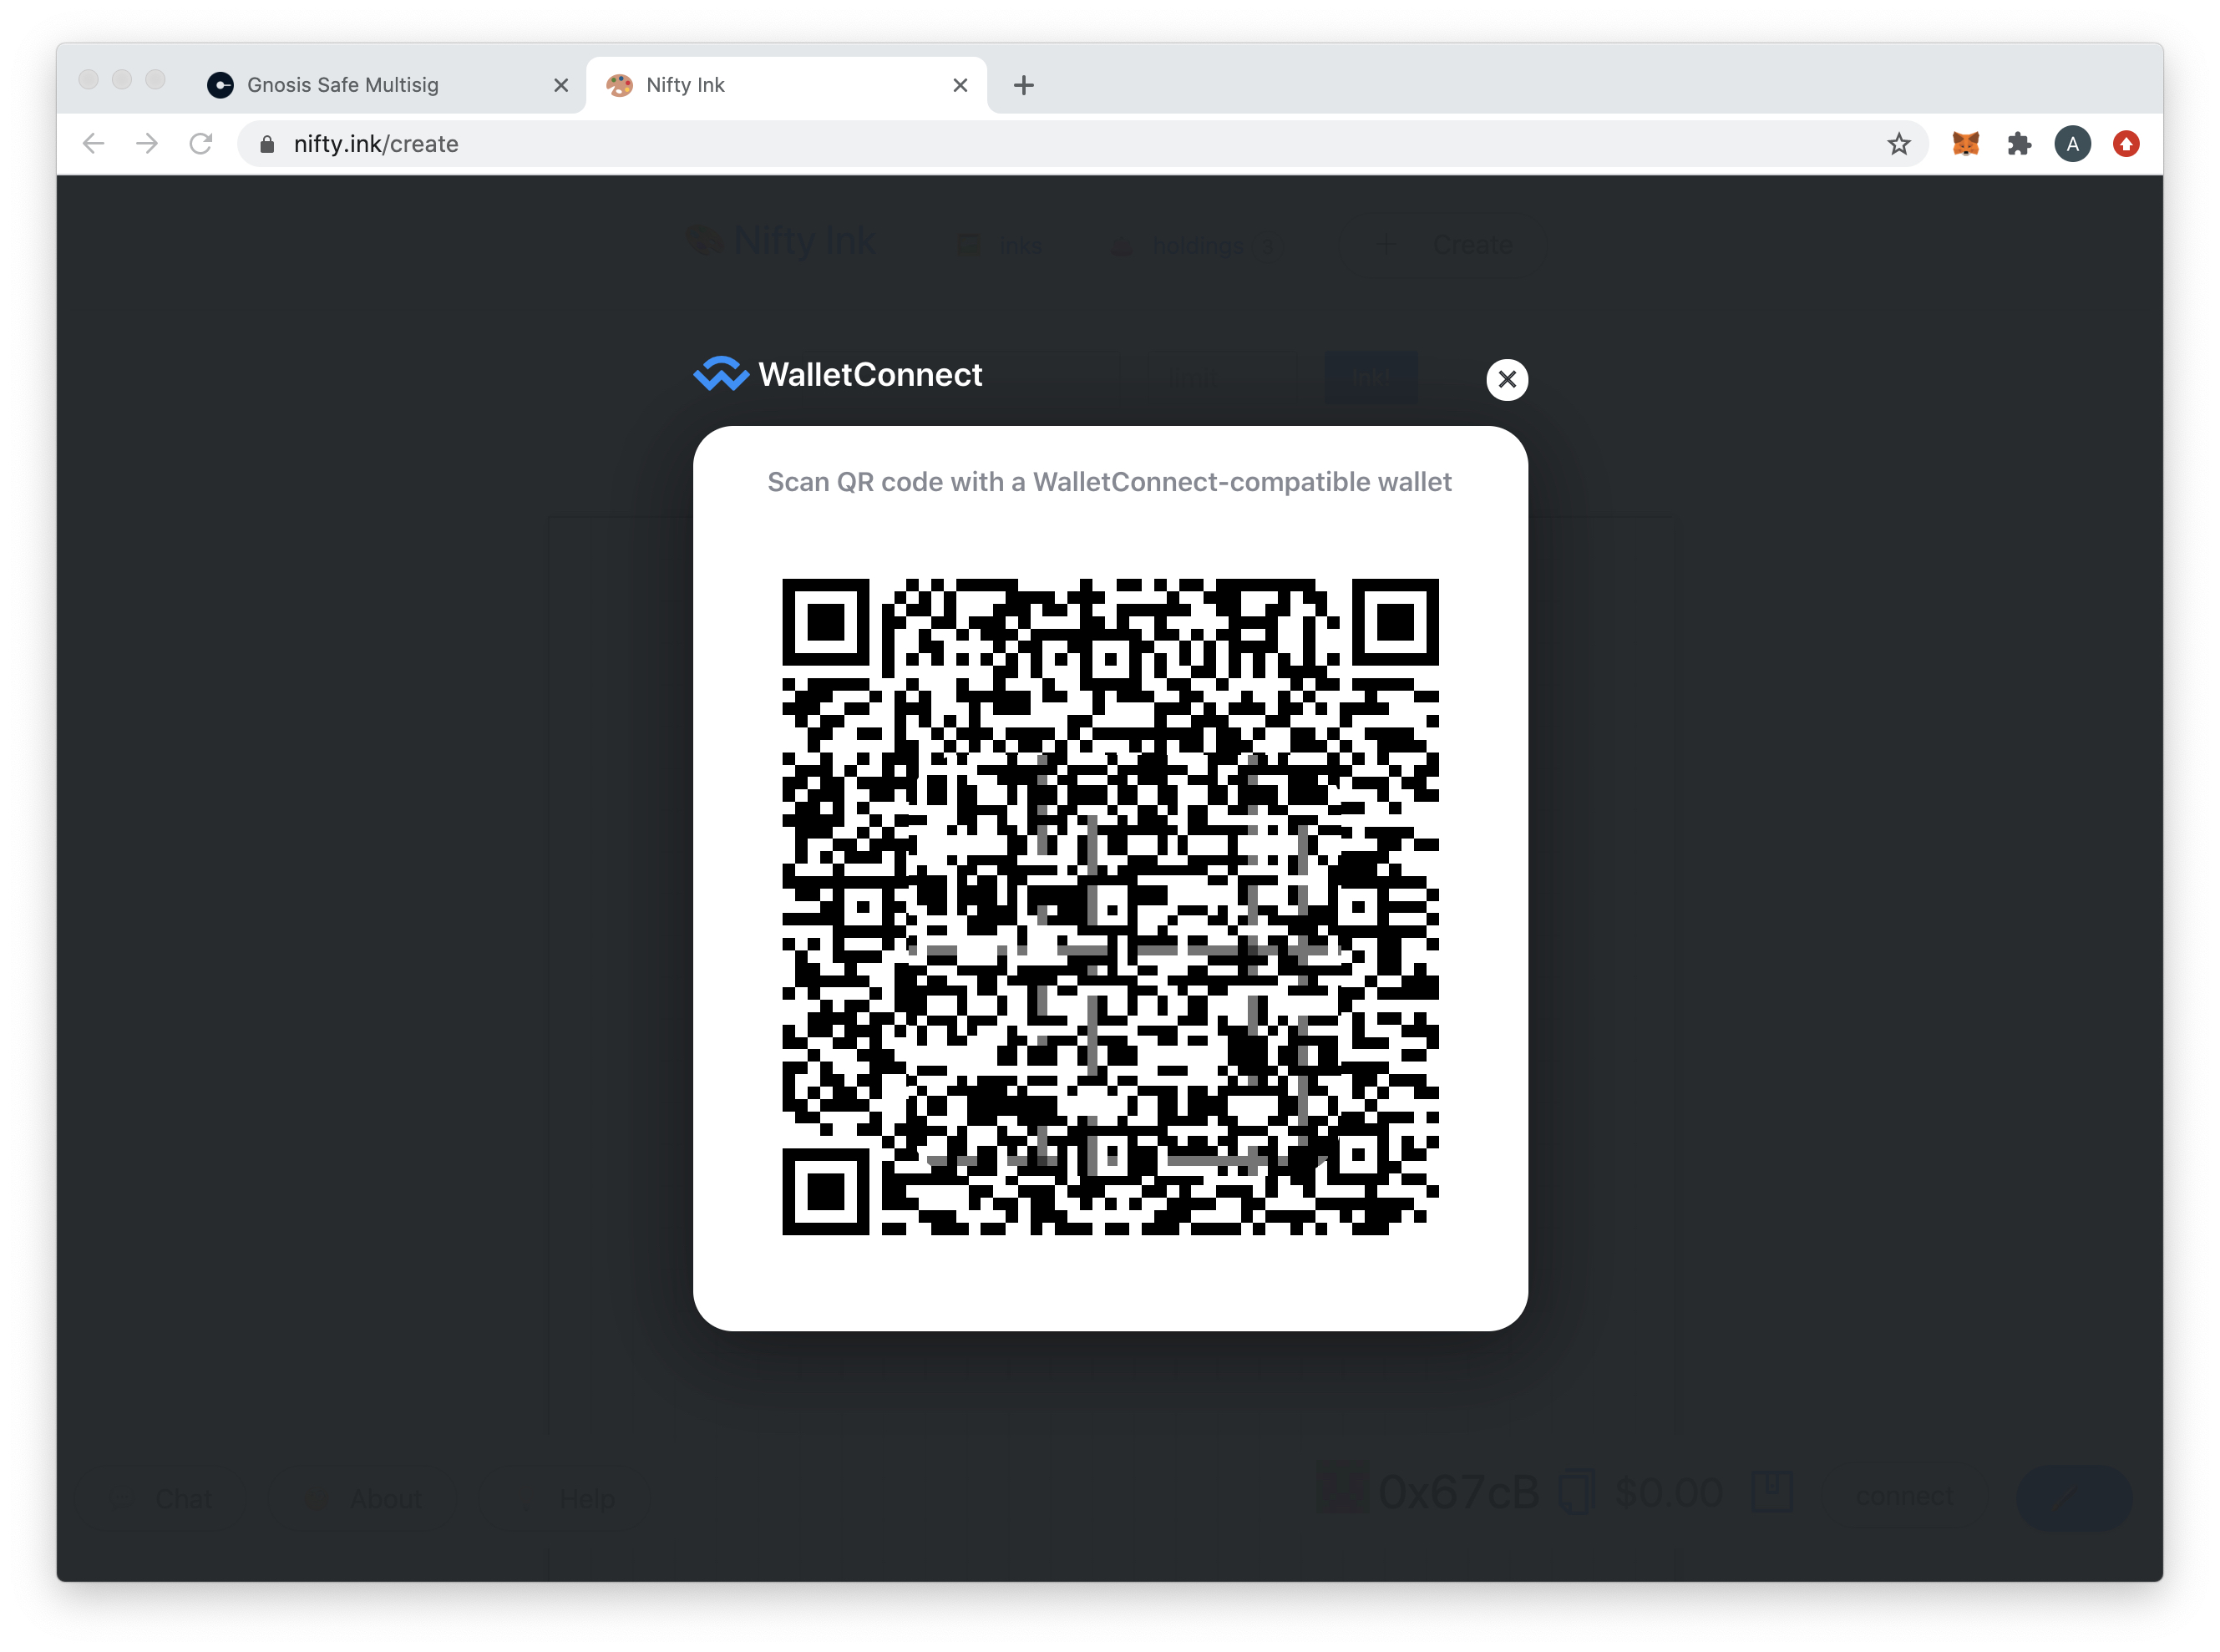 Gnosis Safe Multisig
Nifty Ink
nifty.ink/create
A
Nifty Ink inks holdings 3 Create
WalletConnect
Ink!
Scan QR code with a WalletConnect-compatible wallet
Chat About Help 0x67cB $0.00 connect